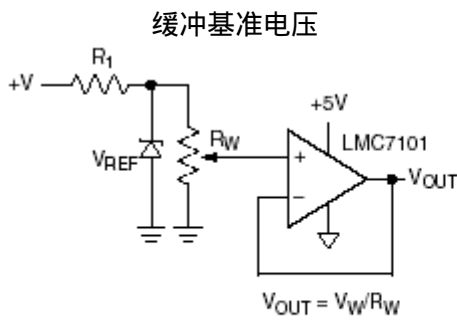 缓冲基准电压
R1
+V
+5V
RW
LMC7101
VREF
+
VOUT
−
VOUT = VW/RW